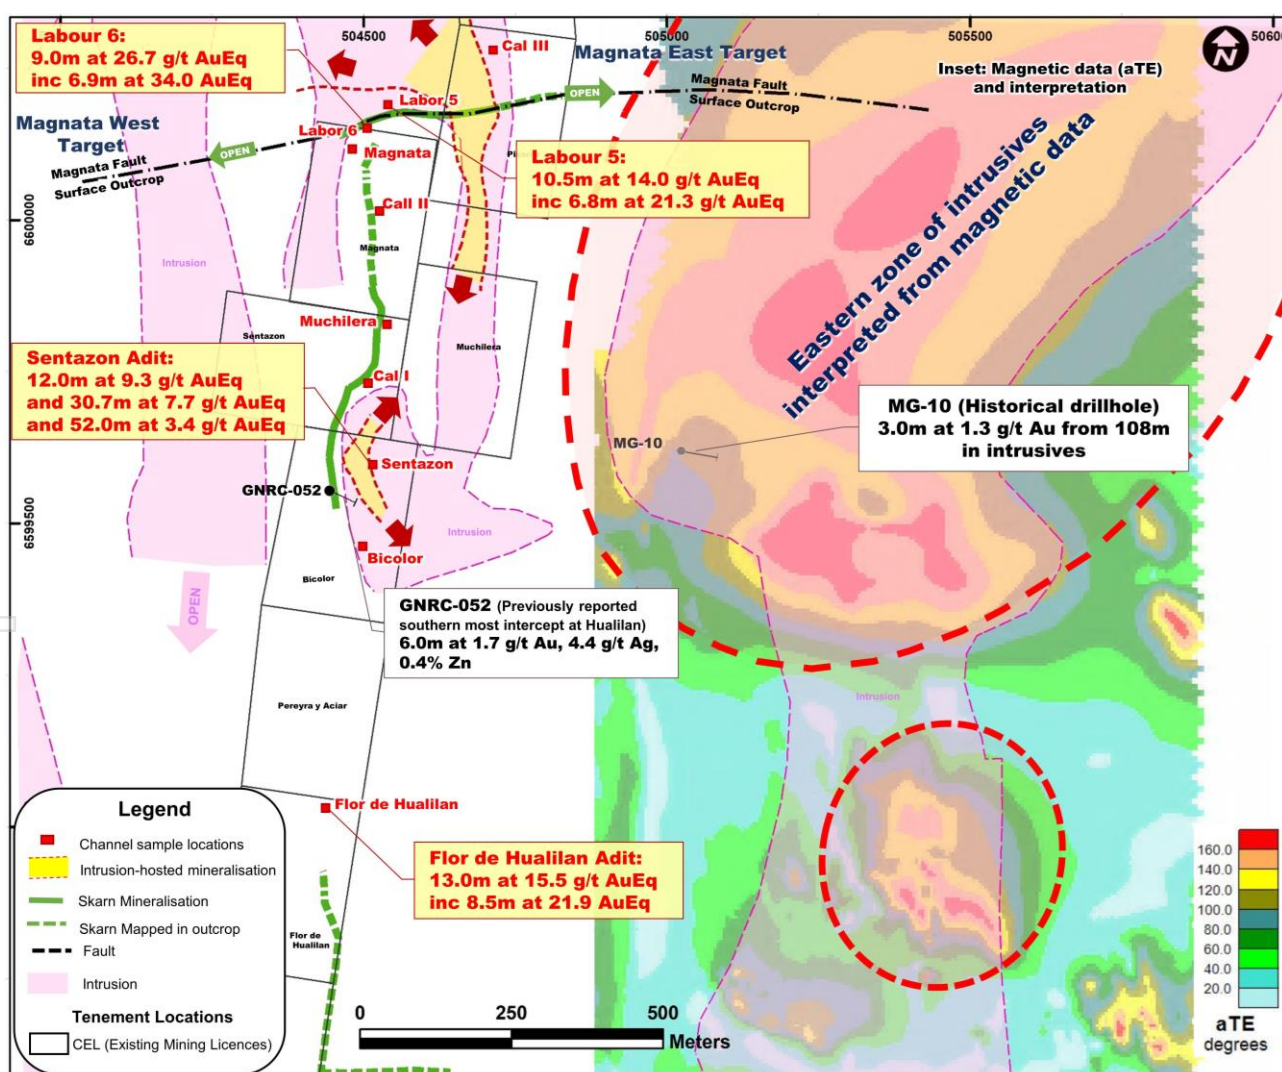 504500
505000
505500
6600000
6599500
Labour 6:
9.0m at 26.7 g/t AuEq
inc 6.9m at 34.0 AuEq
Cal III
Magnata East Target
N
Inset: Magnetic data (aTE)
and interpretation
OPEN
Magnata Fault
Surface Outcrop
Labor 5
Magnata West
Target
Labor 6
OPEN
Magnata
Magnata Fault
Surface Outcrop
Labour 5:
10.5m at 14.0 g/t AuEq
inc 6.8m at 21.3 g/t AuEq
Call II
Magnata
Intrusion
Eastern zone of intrusives
interpreted from magnetic data
Muchilera
Sentazon
Muchilera
Sentazon Adit:
12.0m at 9.3 g/t AuEq
and 30.7m at 7.7 g/t AuEq
and 52.0m at 3.4 g/t AuEq
Cal I
MG-10 (Historical drillhole)
3.0m at 1.3 g/t Au from 108m
in intrusives
MG-10
Sentazon
GNRC-052
Intrusion
Bicolor
Bicolor
OPEN
GNRC-052 (Previously reported
southern most intercept at Hualilan)
6.0m at 1.7 g/t Au, 4.4 g/t Ag,
0.4% Zn
Pereyra y Aciar
Intrusion
Flor de Hualilan
Flor de Hualilan Adit:
13.0m at 15.5 g/t AuEq
inc 8.5m at 21.9 AuEq
Flor de
Hualilan
Legend
Channel sample locations
Intrusion-hosted mineralisation
Skarn Mineralisation
Skarn Mapped in outcrop
Fault
Intrusion
Tenement Locations
CEL (Existing Mining Licences)
0
250
500
Meters
160.0
140.0
120.0
100.0
80.0
60.0
40.0
20.0
aTE
degrees